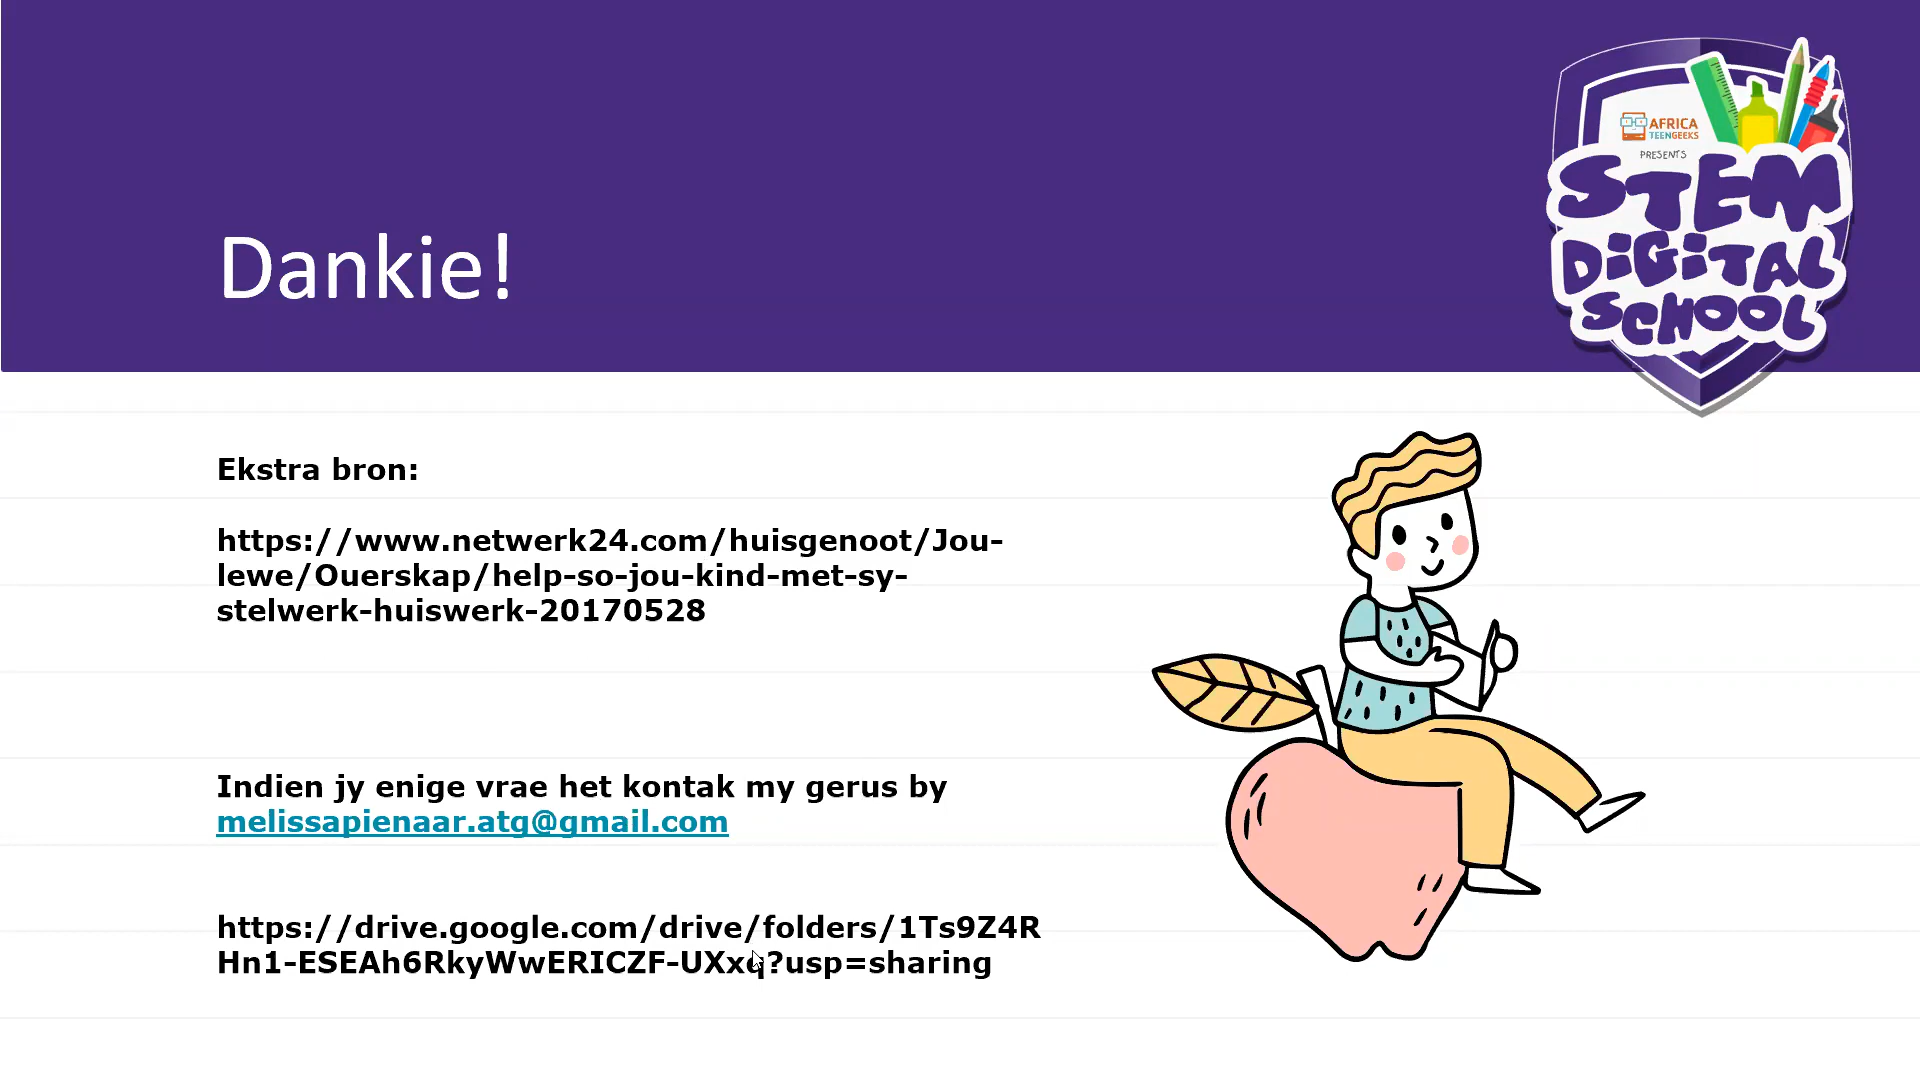 AFRICA
TEENGEEKS
PRESENTS
STEM
DiGiTAL
SCHOOL
Dankie!
Ekstra bron:
https://www.netwerk24.com/huisgenoot/Jou-
lewe/Ouerskap/help-so-jou-kind-met-sy-
stelwerk-huiswerk-20170528
Indien jy enige vrae het kontak my gerus by
melissapienaar.atg@gmail.com
https://drive.google.com/drive/folders/1Ts9Z4R
Hn1-ESEAh6RkyWwERICZF-UXxq?usp=sharing